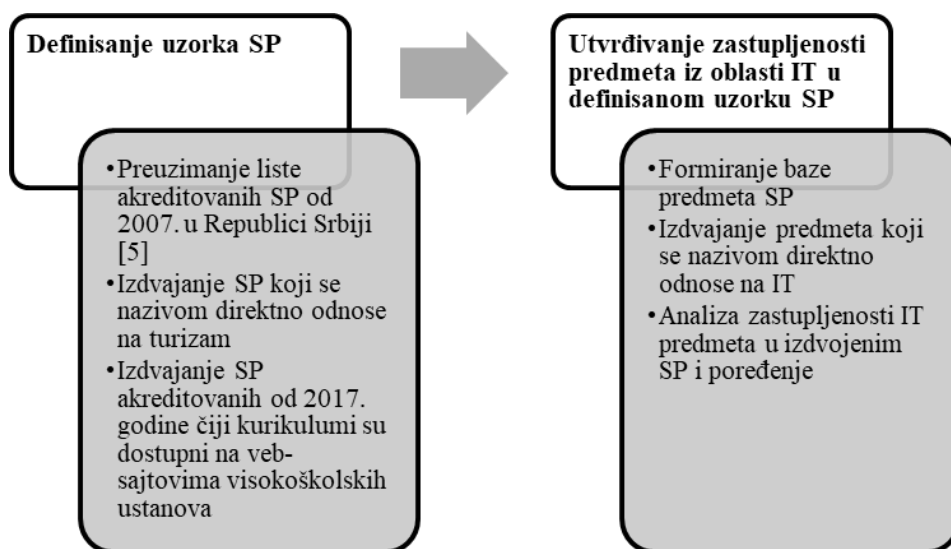 Definisanje uzorka SP
•Preuzimanje liste
akreditovanih SP od
2007. u Republici Srbiji
[5]
•Izdvajanje SP koji se
nazivom direktno odnose
na turizam
•Izdvajanje SP
akreditovanih od 2017.
godine čiji kurikulumi su
dostupni na veb-
sajtovima visokoškolskih
ustanova
Utvrđivanje zastupljenosti
predmeta iz oblasti IT u
definisanom uzorku SP
•Formiranje baze
predmeta SP
•Izdvajanje predmeta koji
se nazivom direktno
odnose na IT
•Analiza zastupljenosti IT
predmeta u izdvojenim
SP i poređenje